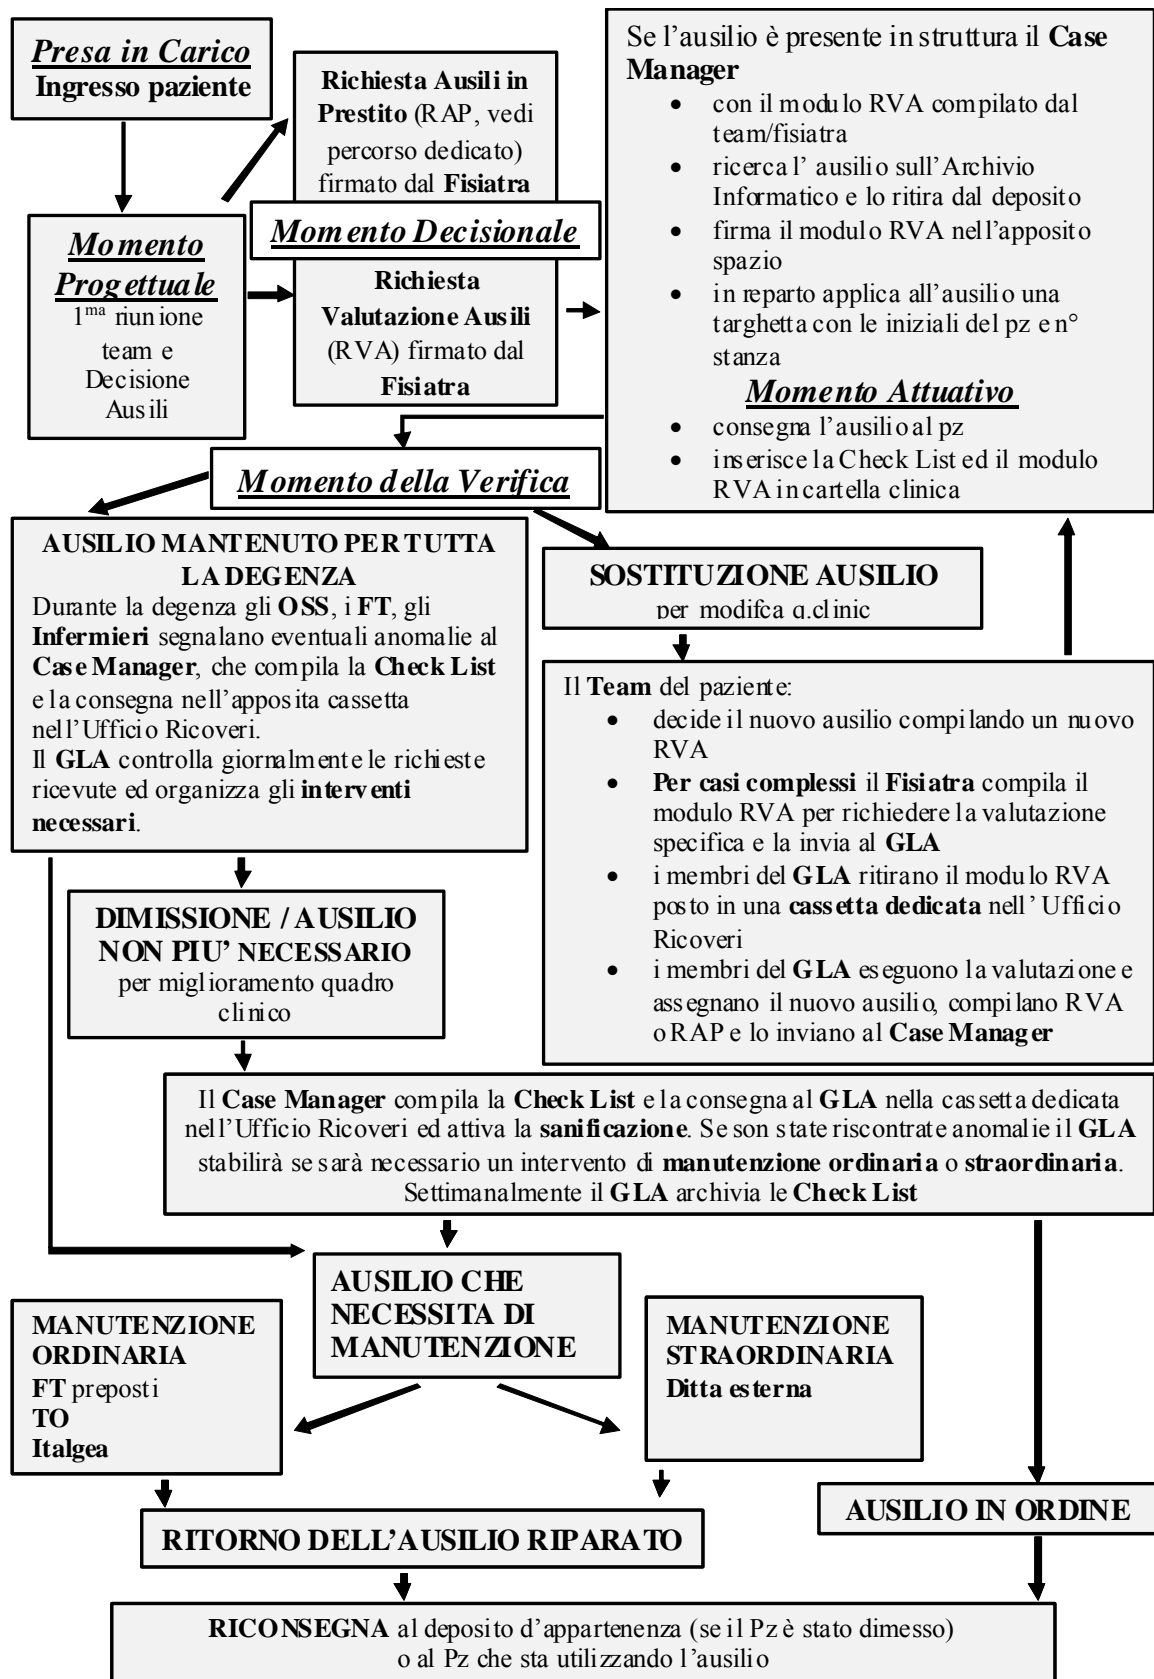 Presa in Carico
Ingresso paziente
Richiesta Ausili in
Prestito (RAP, vedi
percorso dedicato)
firmato dal Fisiatra
Momento
Progettuale
1ma riunione
team e
Decisione
Ausili
Momento Decisionale
Richiesta
Valutazione Ausili
(RVA) firmato dal
Fisiatra
Se l'ausilio è presente in struttura il Case
Manager
• con il modulo RVA compilato dal
team/fisiatra
• ricerca l' ausilio sull'Archivio
Informatico e lo ritira dal deposito
• firma il modulo RVA nell'apposito
spazio
• in reparto applica all'ausilio una
targhetta con le iniziali del pz e n°
stanza
Momento Attuativo
• consegna l'ausilio al pz
• inserisce la Check List ed il modulo
RVA in cartella clinica
Momento della Verifica
AUSILIO MANTENUTO PER TUTTA
LA DEGENZA
Durante la degenza gli OSS, i FT, gli
Infermieri segnalano eventuali anomalie al
Case Manager, che compila la Check List
e la consegna nell'apposita cassetta
nell'Ufficio Ricoveri.
Il GLA controlla giornalmente le richieste
ricevute ed organizza gli interventi
necessari.
SOSTITUZIONE AUSILIO
per modifca q.clinic
Il Team del paziente:
• decide il nuovo ausilio compilando un nuovo
RVA
• Per casi complessi il Fisiatra compila il
modulo RVA per richiedere la valutazione
specifica e la invia al GLA
• i membri del GLA ritirano il modulo RVA
posto in una cassetta dedicata nell' Ufficio
Ricoveri
• i membri del GLA eseguono la valutazione e
assegnano il nuovo ausilio, compilano RVA
o RAP e lo inviano al Case Manager
DIMISSIONE / AUSILIO
NON PIU' NECESSARIO
per miglioramento quadro
clinico
Il Case Manager compila la Check List e la consegna al GLA nella cassetta dedicata
nell'Ufficio Ricoveri ed attiva la sanificazione. Se son state riscontrate anomalie il GLA
stabilirà se sarà necessario un intervento di manutenzione ordinaria o straordinaria.
Settimanalmente il GLA archivia le Check List
AUSILIO CHE
NECESSITA DI
MANUTENZIONE
MANUTENZIONE
ORDINARIA
FT preposti
TO
Italgea
MANUTENZIONE
STRAORDINARIA
Ditta esterna
RITORNO DELL'AUSILIO RIPARATO
AUSILIO IN ORDINE
RICONSEGNA al deposito d'appartenenza (se il Pz è stato dimesso)
o al Pz che sta utilizzando l'ausilio